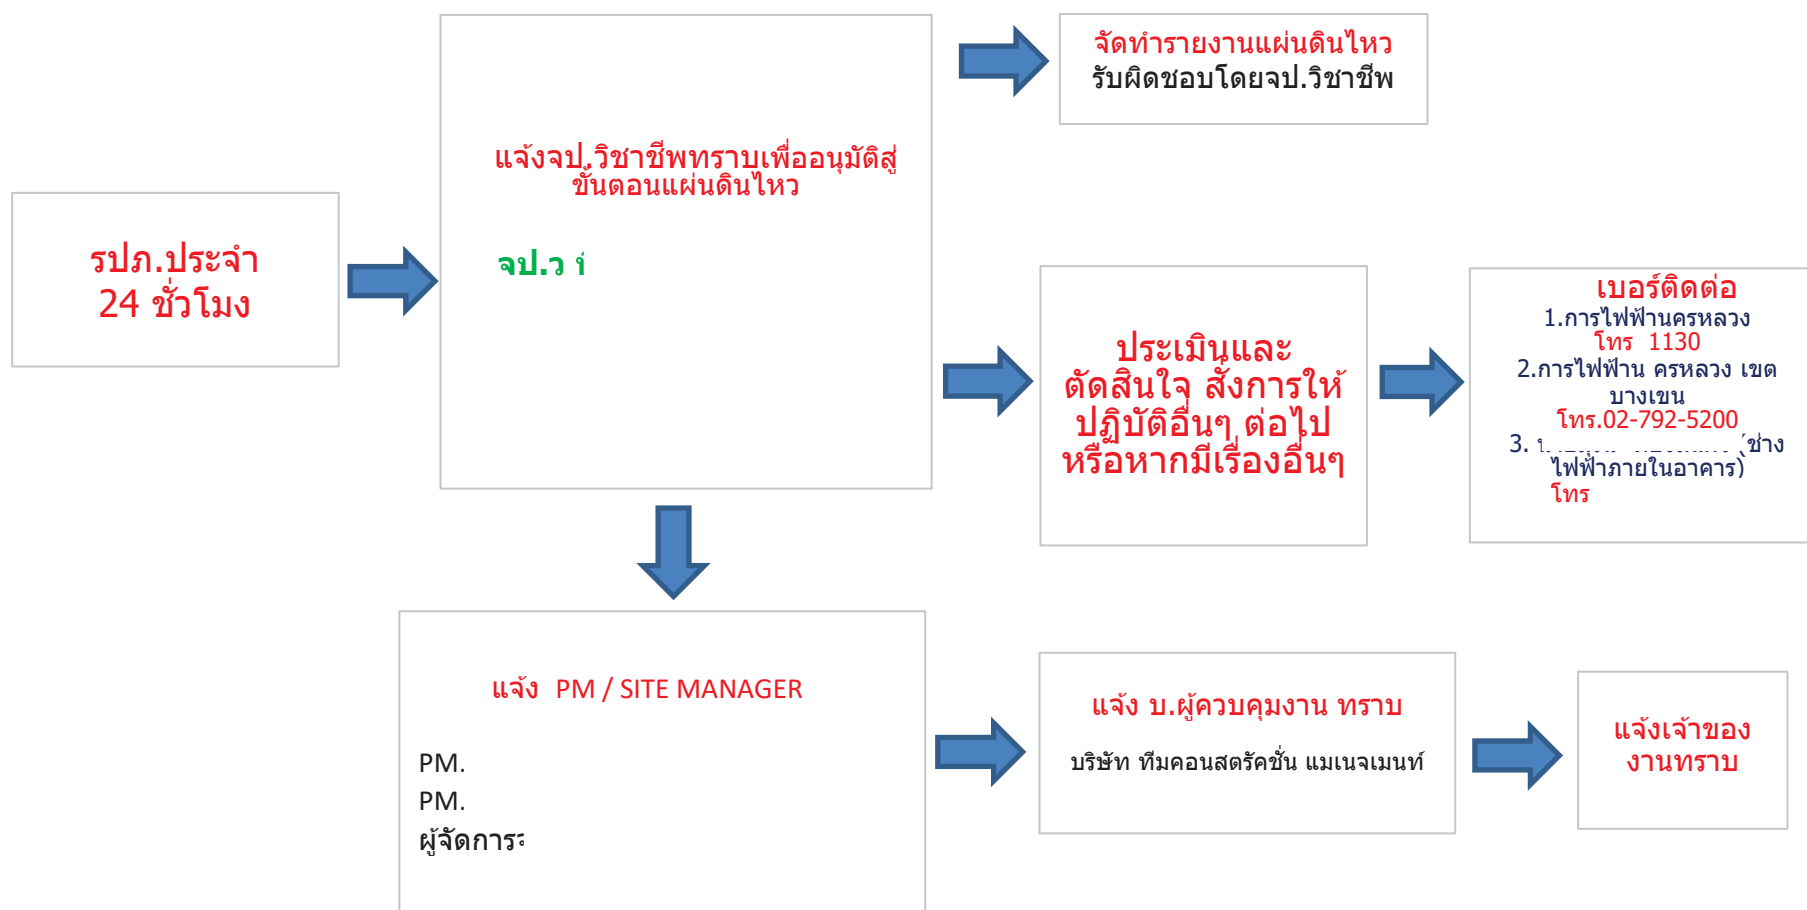 รปภ.ประจำ
24 ชั่วโมง
แจ้งจป.วิชาชีพทราบเพื่ออนุมัติสู่
ขั้นตอนแผ่นดินไหว
จป.ว
จัดทำรายงานแผ่นดินไหว
รับผิดชอบโดยจป.วิชาชีพ
ประเมินและ
ตัดสินใจ สั่งการให้
ปฏิบัติอื่นๆ ต่อไป
หรือหากมีเรื่องอื่นๆ
เบอร์ติดต่อ
1.การไฟฟ้านครหลวง
โทร 1130
2.การไฟฟ้าน ครหลวง เขต
บางเขน
โทร.02-792-5200
3. (ช่าง
ไฟฟ้าภายในอาคาร)
โทร
แจ้ง PM / SITE MANAGER
PM.
PM.
ผู้จัดการ
แจ้ง บ.ผู้ควบคุมงาน ทราบ
บริษัท ทีมคอนสตรัคชั่น แมเนจเมนท์
แจ้งเจ้าของ
งานทราบ